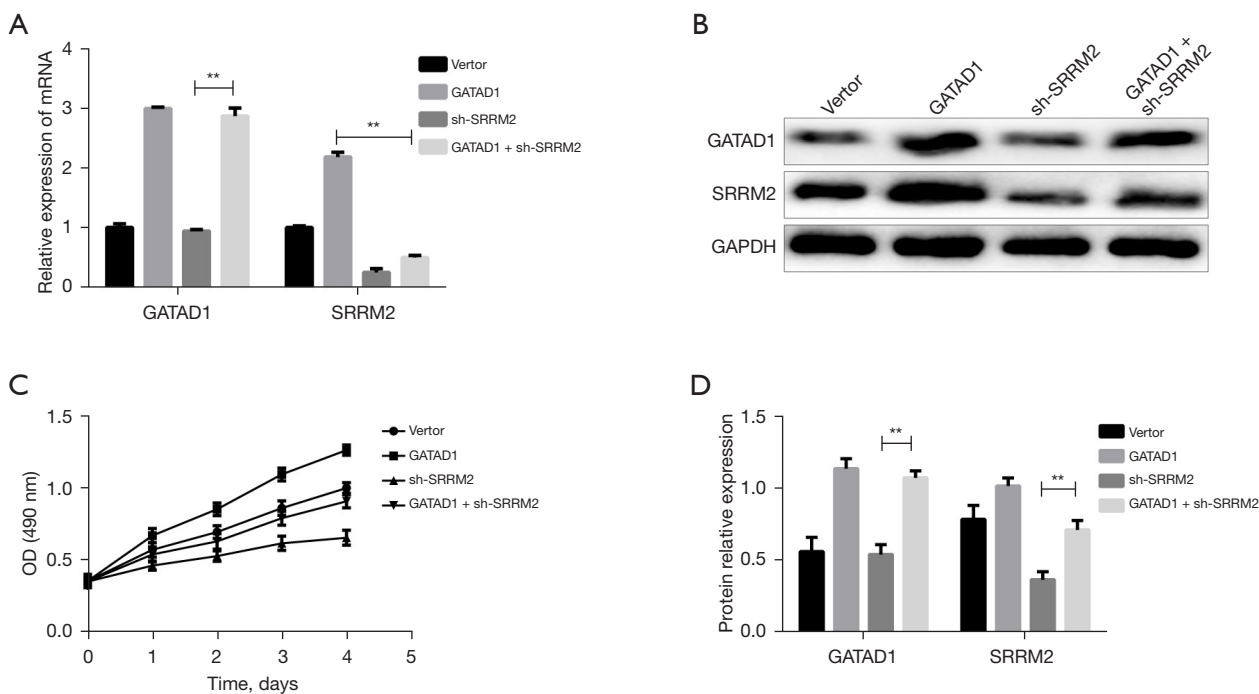 A
Relative expression of mRNA
4
3
2
1
0
**
**
GATAD1
SRRM2
Vertor
GATAD1
sh-SRRM2
GATAD1 + sh-SRRM2
B
Vertor
GATAD1
sh-SRRM2
GATAD1 +
sh-SRRM2
GATAD1
SRRM2
GAPDH
C
OD (490 nm)
1.5
1.0
0.5
0.0
0 1 2 3 4 5
Time, days
Vertor
GATAD1
sh-SRRM2
GATAD1 + sh-SRRM2
D
Protein relative expression
1.5
1.0
0.5
0.0
**
**
GATAD1
SRRM2
Vertor
GATAD1
sh-SRRM2
GATAD1 + sh-SRRM2